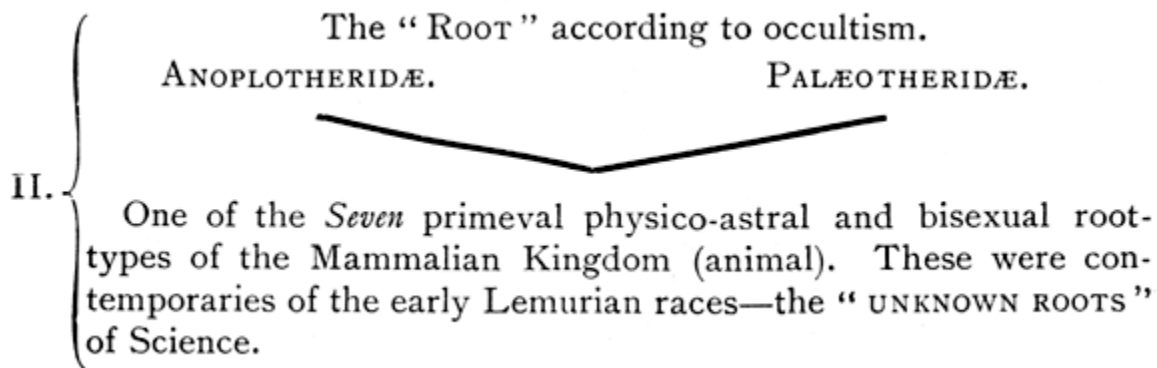 The “ ROOT ” according to occultism.
ANOPLOTHERIDÆ. PALÆOTHERIDÆ.
II.
One of the Seven primeval physico-astral and bisexual root-
types of the Mammalian Kingdom (animal). These were con-
temporaries of the early Lemurian races—the “ UNKNOWN ROOTS ”
of Science.